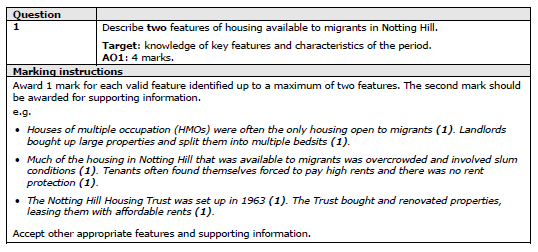 Question
1 Describe two features of housing available to migrants in Notting Hill.
Target: knowledge of key features and characteristics of the period.
AO1: 4 marks.
Marking instructions
Award 1 mark for each valid feature identified up to a maximum of two features. The second mark should
be awarded for supporting information.
e.g.
• Houses of multiple occupation (HMOs) were often the only housing open to migrants (1). Landlords
bought up large properties and split them into multiple bedsits (1).
• Much of the housing in Notting Hill that was available to migrants was overcrowded and involved slum
conditions (1). Tenants often found themselves forced to pay high rents and there was no rent
protection (1).
• The Notting Hill Housing Trust was set up in 1963 (1). The Trust bought and renovated properties,
leasing them with affordable rents (1).
Accept other appropriate features and supporting information.